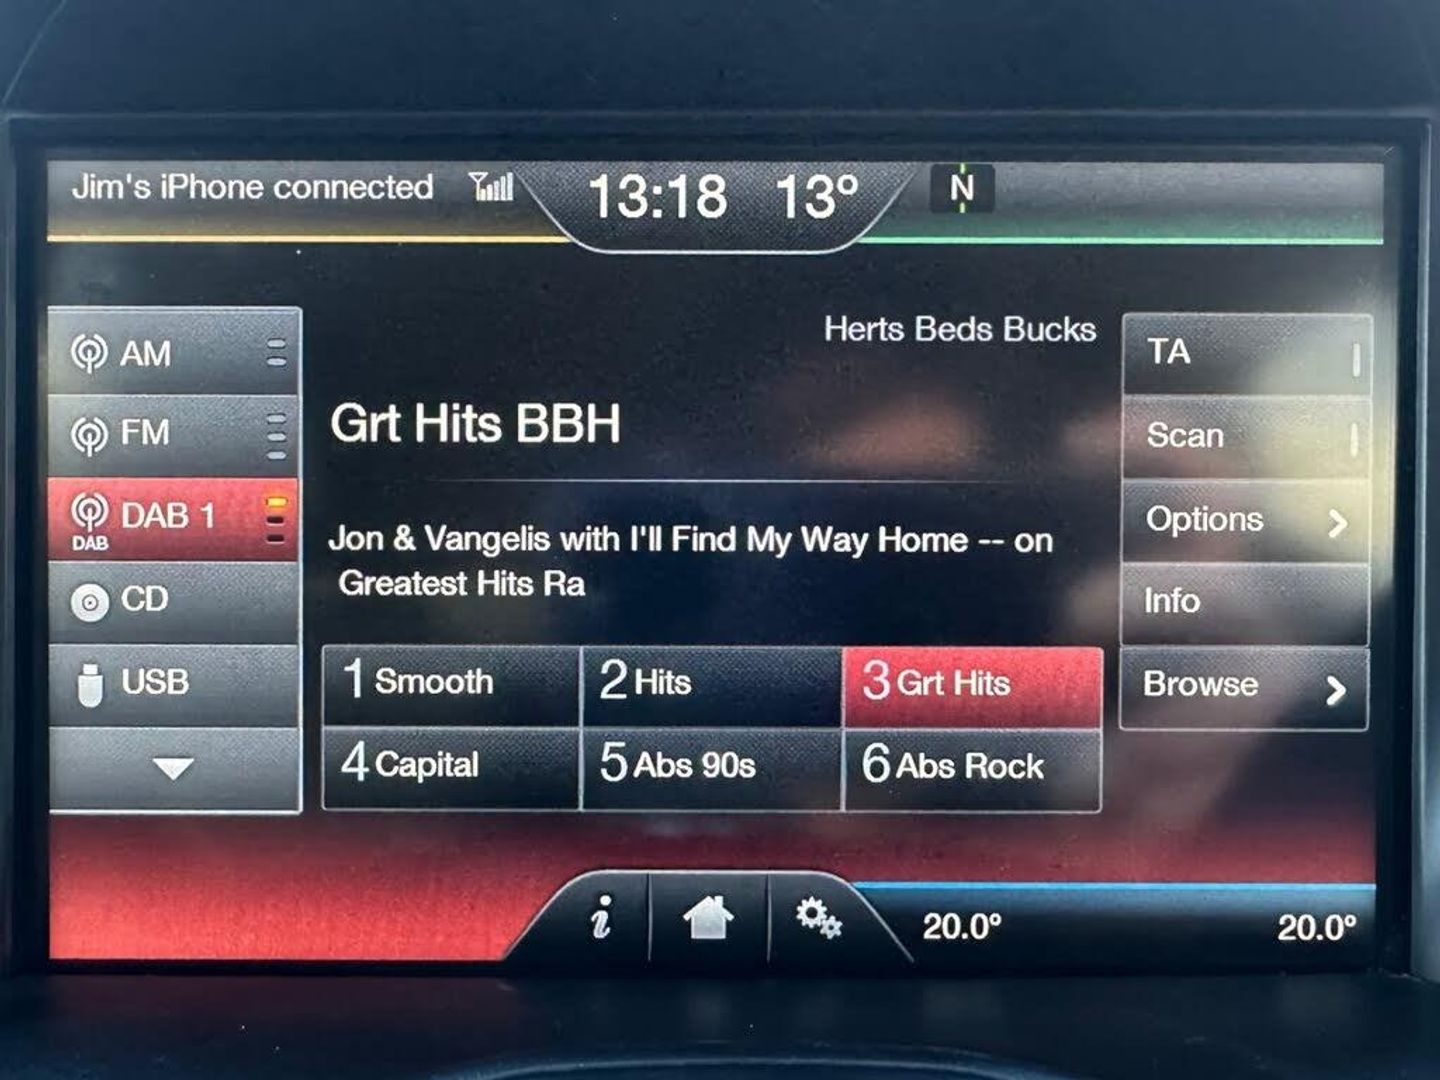 Jim's iPhone connected
13:18 13°
N
AM
FM
DAB 1
DAB
CD
USB
Herts Beds Bucks
Grt Hits BBH
Jon & Vangelis with I'll Find My Way Home -- on
Greatest Hits Ra
1 Smooth
2 Hits
3 Grt Hits
4 Capital
5 Abs 90s
6 Abs Rock
TA
Scan
Options
Info
Browse
i
20.0°
20.0°